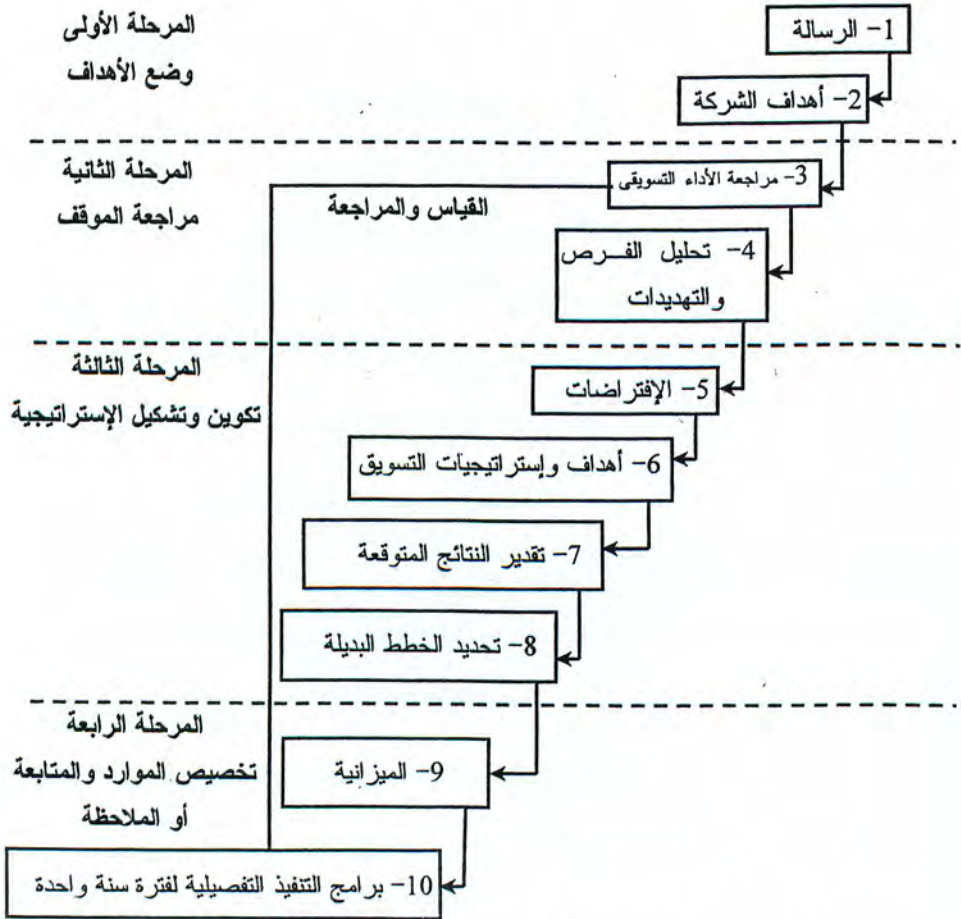 المرحلة الأولى
وضع الأهداف
1- الرسالة
2- أهداف الشركة
المرحلة الثانية
مراجعة الموقف
3- مراجعة الأداء التسويقى
القياس والمراجعة
4- تحليل الفرص
والتهديدات
المرحلة الثالثة
تكوين وتشكيل الإستراتيجية
5- الإفتراضات
6- أهداف وإستراتيجيات التسويق
7- تقدير النتائج المتوقعة
8- تحديد الخطط البديلة
المرحلة الرابعة
تخصيص الموارد والمتابعة
أو الملاحظة
9- الميزانية
10- برامج التنفيذ التفصيلية لفترة سنة واحدة